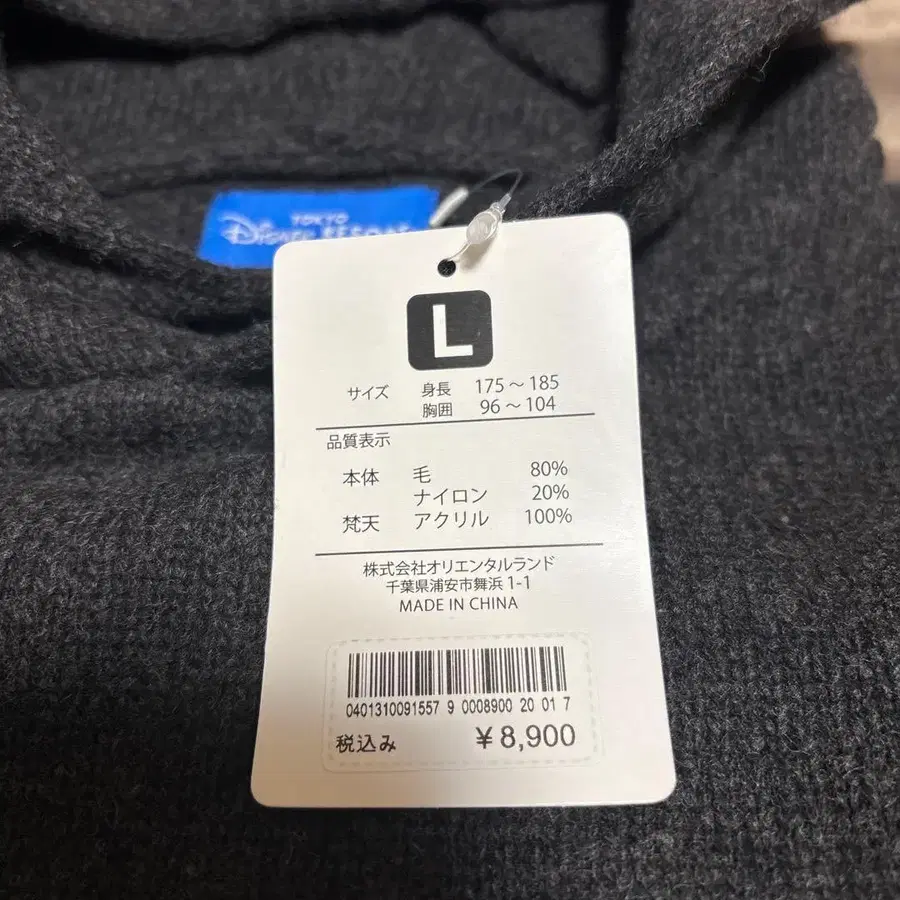 TOKYO
Disney RESORT
L
サイズ 身長 175～185
胸囲 96～104
品質表示
本体 毛 80%
ナイロン 20%
梵天 アクリル 100%
株式会社オリエンタルランド
千葉県浦安市舞浜 1-1
MADE IN CHINA
0401310091557 9 0008900 20 01 7
税込み ￥8,900